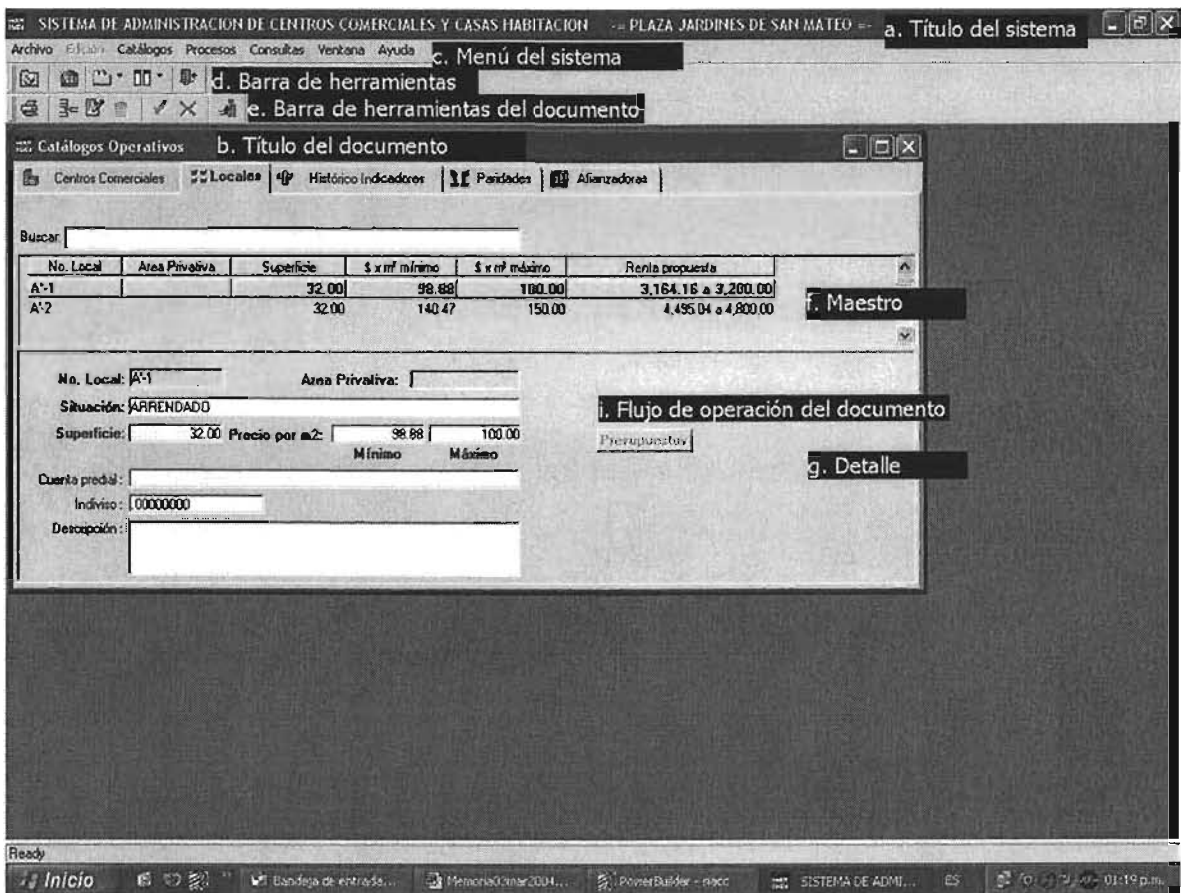 SISTEMA DE ADMINISTRACION DE CENTROS COMERCIALES Y CASAS HABITACION -= PLAZA JARDINES DE SAN MATEO =- a. Título del sistema
Archivo Edición Catálogos Procesos Consultas Ventana Ayuda c. Menú del sistema
d. Barra de herramientas
e. Barra de herramientas del documento
Catálogos Operativos b. Título del documento
Centros Comerciales Locales Histórico Indicadores Paridades Afianzadoras
Buscar:
No. Local Area Privativa Superficie $ x m² mínimo $ x m² máximo Renta propuesta
A'-1 32.00 98.88 100.00 3,164.16 a 3,200.00
A'-2 32.00 140.47 150.00 4,495.04 a 4,800.00
f. Maestro
No. Local: A'-1 Area Privativa:
Situación: ARRENDADO
i. Flujo de operación del documento
Superficie: 32.00 Precio por m2: 98.88 100.00
Presupuestos
Mínimo Máximo
g. Detalle
Cuenta predial:
Indiviso: .00000000
Descripción:
Ready
Inicio Bandeja de entrada... Memoria03mar2004... PowerBuilder - sacc SISTEMA DE ADMI... ES 01:19 p.m.